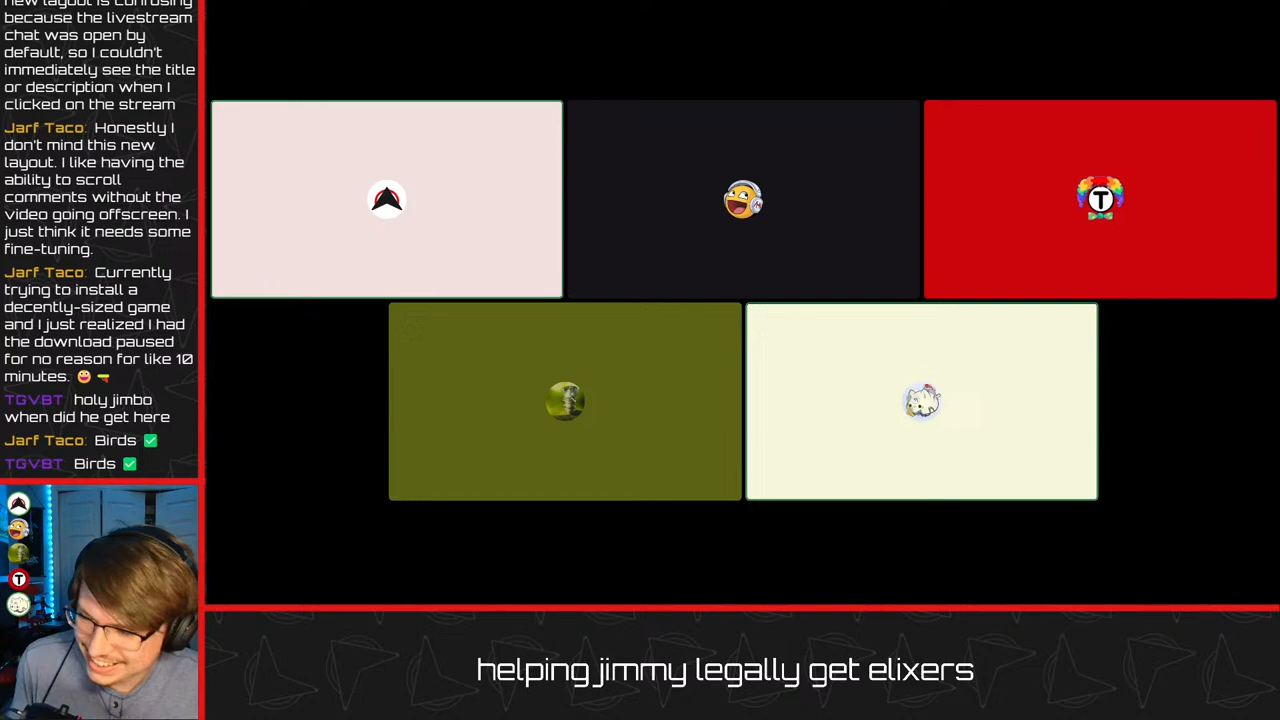 new layout is confusing
because the livestream
chat was open by
default, so I couldn't
immediately see the title
or description when I
clicked on the stream
Jarf Taco: Honestly I
don't mind this new
layout. I like having the
ability to scroll
comments without the
video going offscreen. I
just think it needs some
fine-tuning.
Jarf Taco: Currently
trying to install a
decently-sized game
and I just realized I had
the download paused
for no reason for like 10
minutes.
TGVBT: holy jimbo
when did he get here
Jarf Taco: Birds ✅
TGVBT: Birds ✅
T
T
helping jimmy legally get elixers